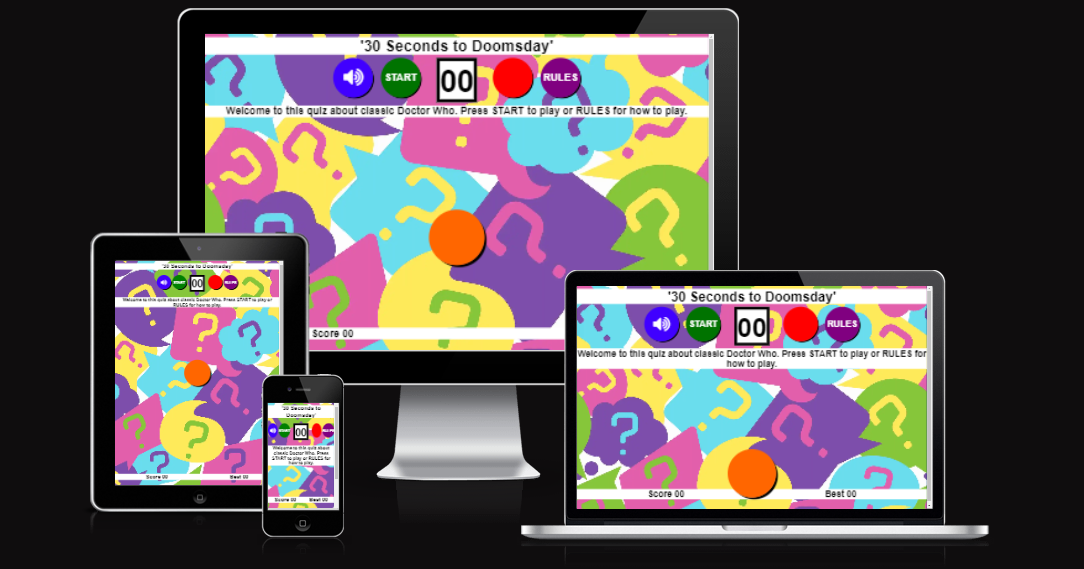 '30 Seconds to Doomsday'
START
00
RULES
Welcome to this quiz about classic Doctor Who. Press START to play or RULES for how to play.
Score 00
'30 Seconds to Doomsday'
START
00
Welcome to this quiz about classic Doctor Who. Press START to play or
RULES for how to play.
Score 00
Best 00
'30 Seconds to
Doomsday'
START
00
Welcome to this quiz about
classic Doctor Who. Press
START to play or RULES for
how to play.
Score 00
Best 00
'30 Seconds to Doomsday'
START
00
RULES
Welcome to this quiz about classic Doctor Who. Press START to play or RULES for
how to play.
Score 00
Best 00